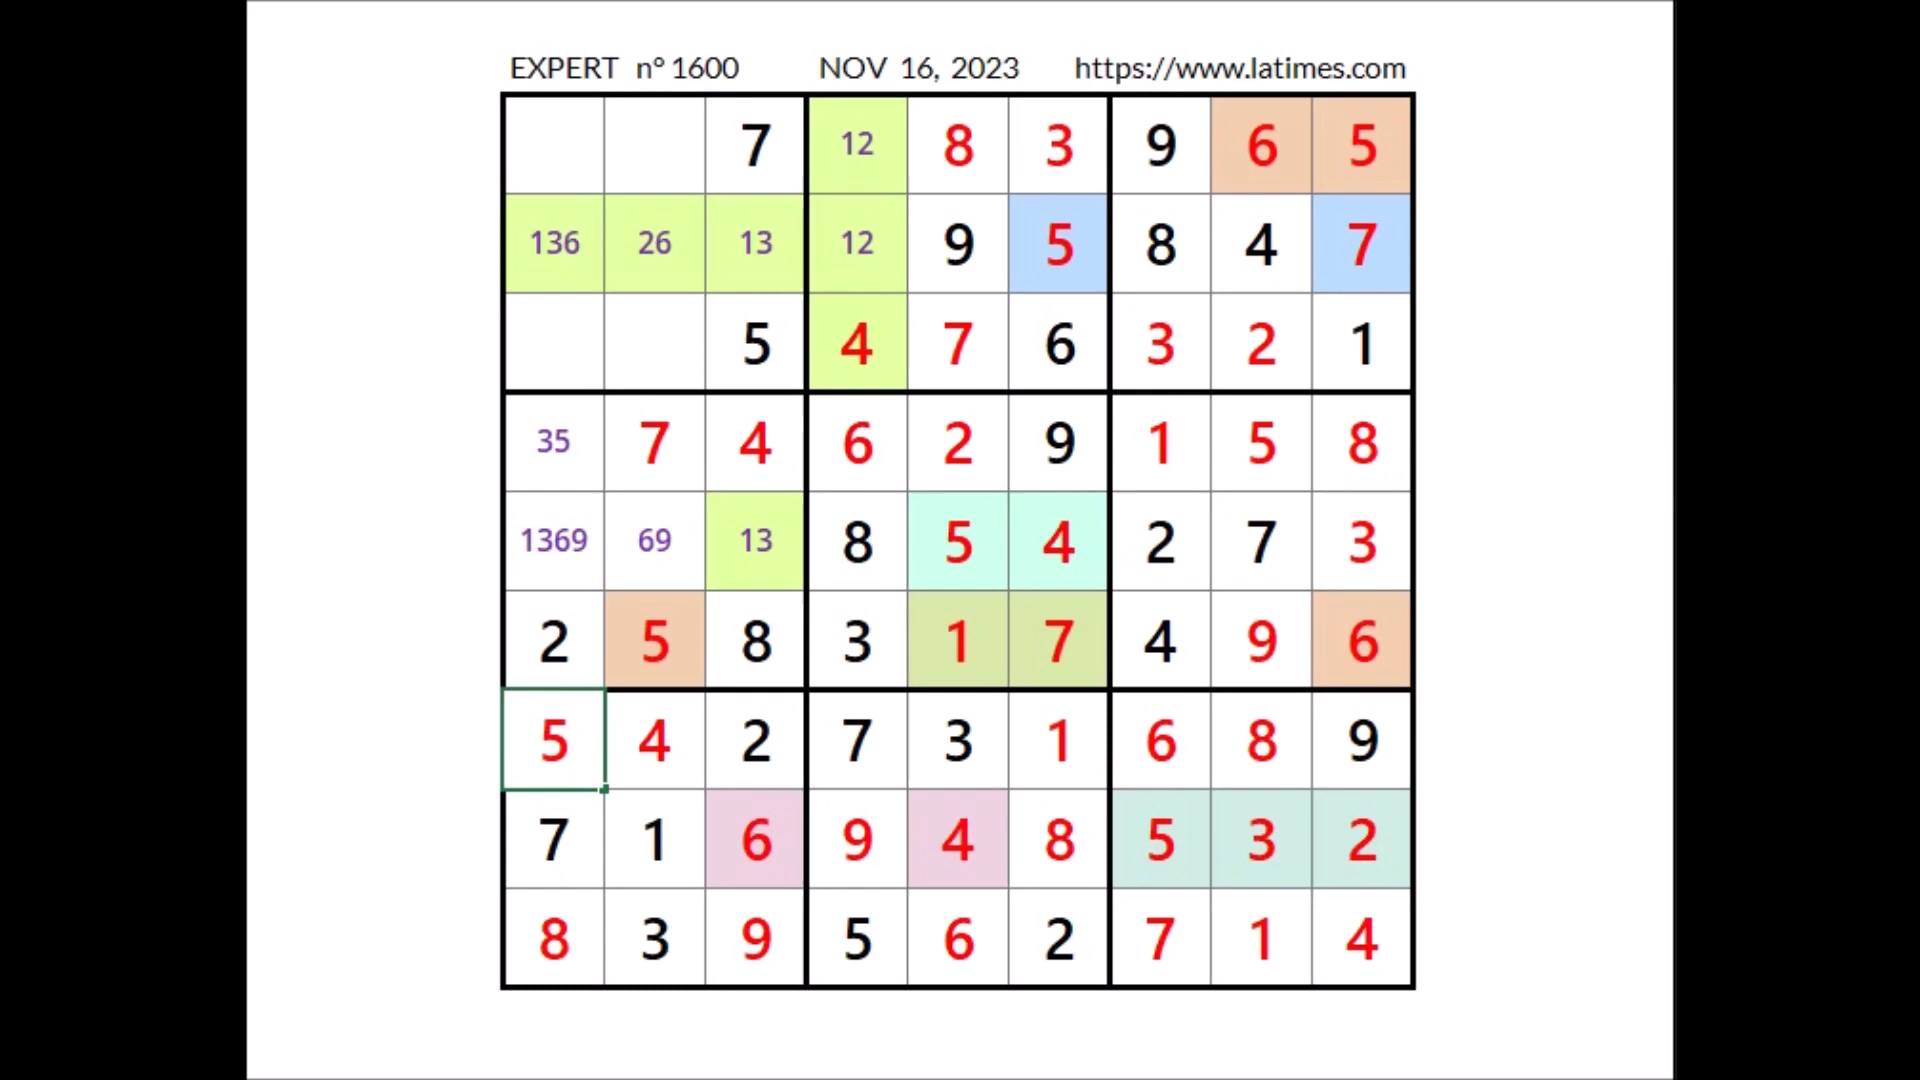 EXPERT n° 1600 NOV 16, 2023 https://www.latimes.com
7 12 8 3 9 6 5
136 26 13 12 9 5 8 4 7
5 4 7 6 3 2 1
35 7 4 6 2 9 1 5 8
1369 69 13 8 5 4 2 7 3
2 5 8 3 1 7 4 9 6
5 4 2 7 3 1 6 8 9
7 1 6 9 4 8 5 3 2
8 3 9 5 6 2 7 1 4